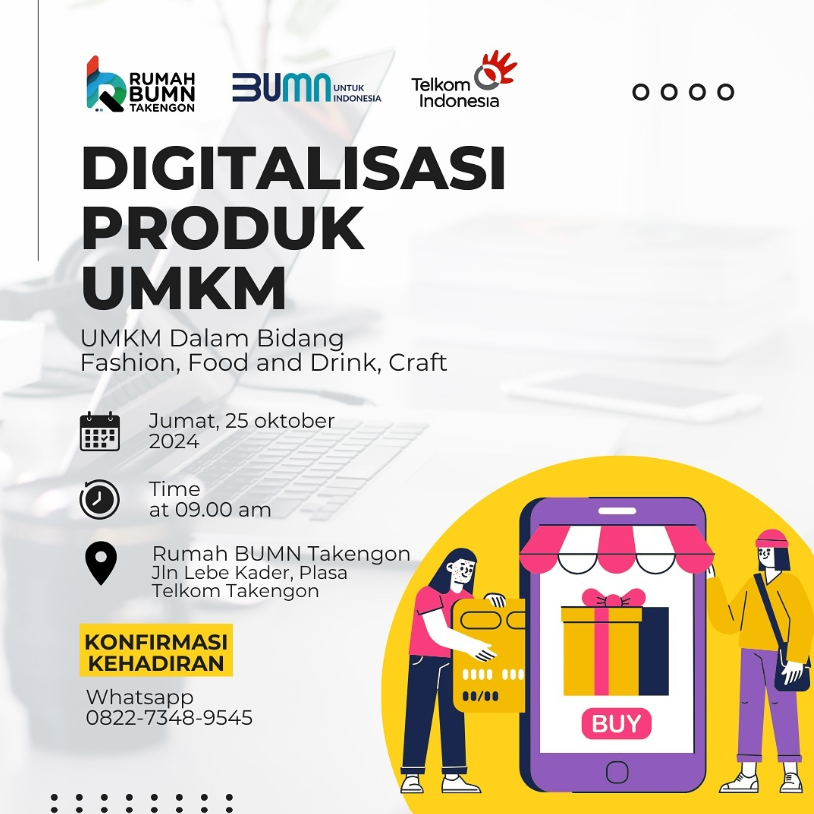 RUMAH
BUMN
TAKENGON
BUMN UNTUK
INDONESIA
Telkom
Indonesia
DIGITALISASI
PRODUK
UMKM
UMKM Dalam Bidang
Fashion, Food and Drink, Craft
Jumat, 25 oktober
2024
Time
at 09.00 am
Rumah BUMN Takengon
Jln Lebe Kader, Plasa
Telkom Takengon
KONFIRMASI
KEHADIRAN
Whatsapp
0822-7348-9545
00/00
BUY